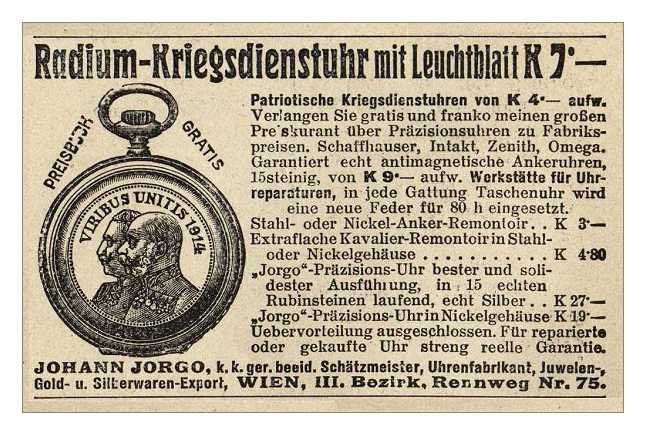 Radium-Kriegsdienstuhr mit Leuchtblatt K 7·—
PREISBUCH GRATIS
VIRIBUS UNITIS 1914
Patriotische Kriegsdienstuhren von K 4·— aufw.
Verlangen Sie gratis und franko meinen großen
Preiskurant über Präzisionsuhren zu Fabriks-
preisen. Schaffhauser, Intakt, Zenith, Omega.
Garantiert echt antimagnetische Ankeruhren,
15steinig, von K 9·— aufw. Werkstätte für Uhr-
reparaturen, in jede Gattung Taschenuhr wird
eine neue Feder für 80 h eingesetzt.
Stahl- oder Nickel-Anker-Remontoir. . K 3·—
Extraflache Kavalier-Remontoir in Stahl-
oder Nickelgehäuse . . . . . . . . . . K 4·80
„Jorgo“-Präzisions-Uhr bester und soli-
dester Ausführung, in 15 echten
Rubinsteinen laufend, echt Silber . . K 27·—
„Jorgo“-Präzisions-Uhr in Nickelgehäuse K 19·—
Uebervorteilung ausgeschlossen. Für reparierte
oder gekaufte Uhr streng reelle Garantie.
JOHANN JORGO, k. k. ger. beeid. Schätzmeister, Uhrenfabrikant, Juwelen-,
Gold- u. Silberwaren-Export, WIEN, III. Bezirk, Rennweg Nr. 75.